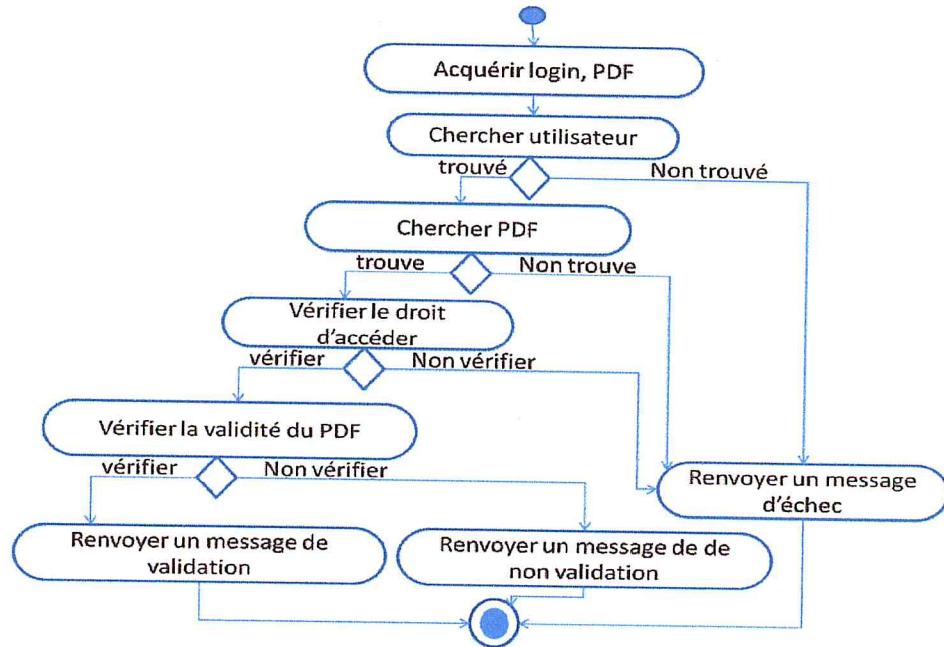 Acquérir login, PDF
Chercher utilisateur
trouvé
Non trouvé
Chercher PDF
trouve
Non trouve
Vérifier le droit
d'accéder
vérifier
Non vérifier
Vérifier la validité du PDF
vérifier
Non vérifier
Renvoyer un message
d'échec
Renvoyer un message de
validation
Renvoyer un message de de
non validation